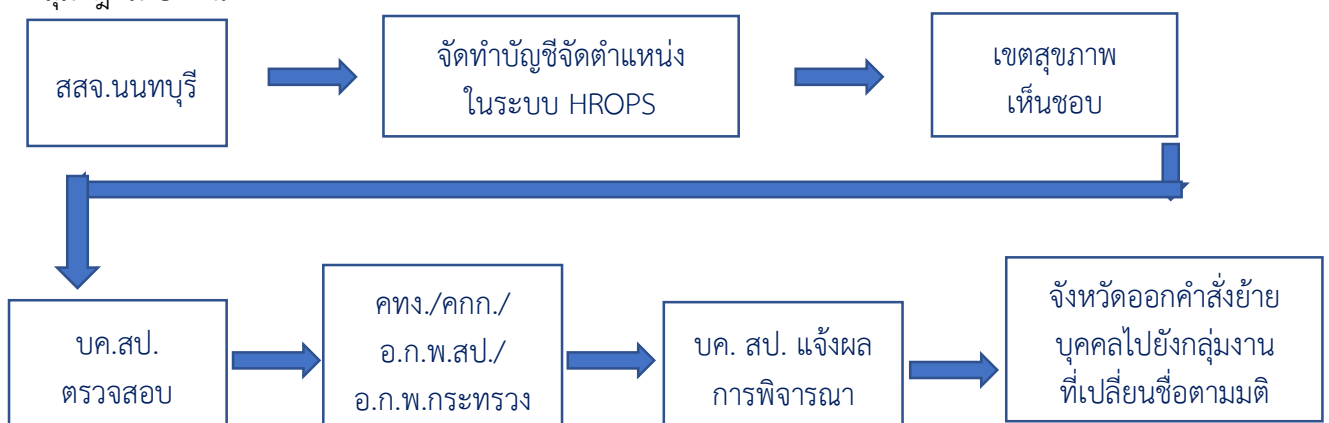 สสจ.นนทบุรี
จัดทำบัญชีจัดตำแหน่ง
ในระบบ HROPS
เขตสุขภาพ
เห็นชอบ
บค.สป.
ตรวจสอบ
คทง./คกก./
อ.ก.พ.สป./
อ.ก.พ.กระทรวง
บค. สป. แจ้งผล
การพิจารณา
จังหวัดออกคำสั่งย้าย
บุคคลไปยังกลุ่มงาน
ที่เปลี่ยนชื่อตามมติ